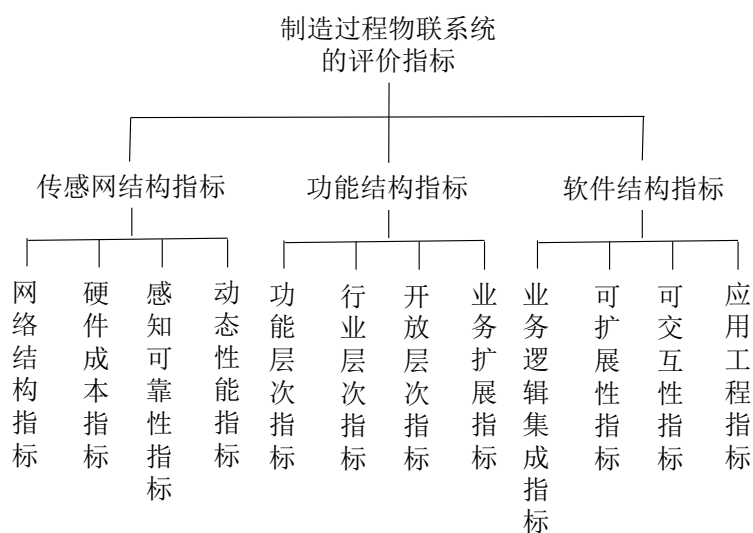 制造过程物联系统
的评价指标
传感网结构指标
功能结构指标
软件结构指标
网络结构指标
硬件成本指标
感知可靠性指标
动态性能指标
功能层次指标
行业层次指标
开放层次指标
业务扩展指标
业务逻辑集成指标
可扩展性指标
可交互性指标
应用工程指标